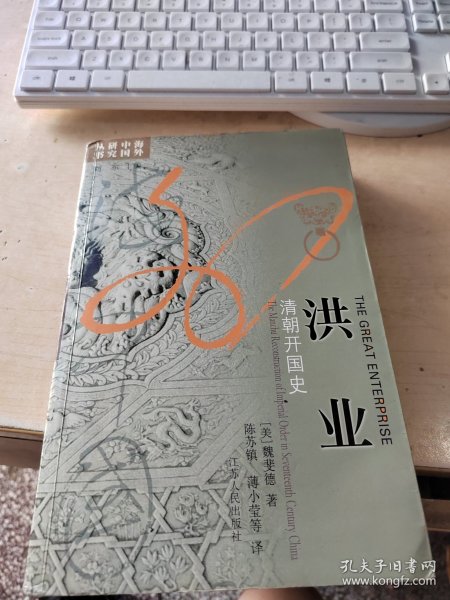 海外
中国
研究
丛书
洪业
THE GREAT ENTERPRISE
清朝开国史
The Manchu Reconstruction of Imperial Order in Seventeenth Century China
[美]魏斐德 著
陈苏镇 薄小莹等 译
江苏人民出版社
孔夫子旧书网
www.kongfz.com